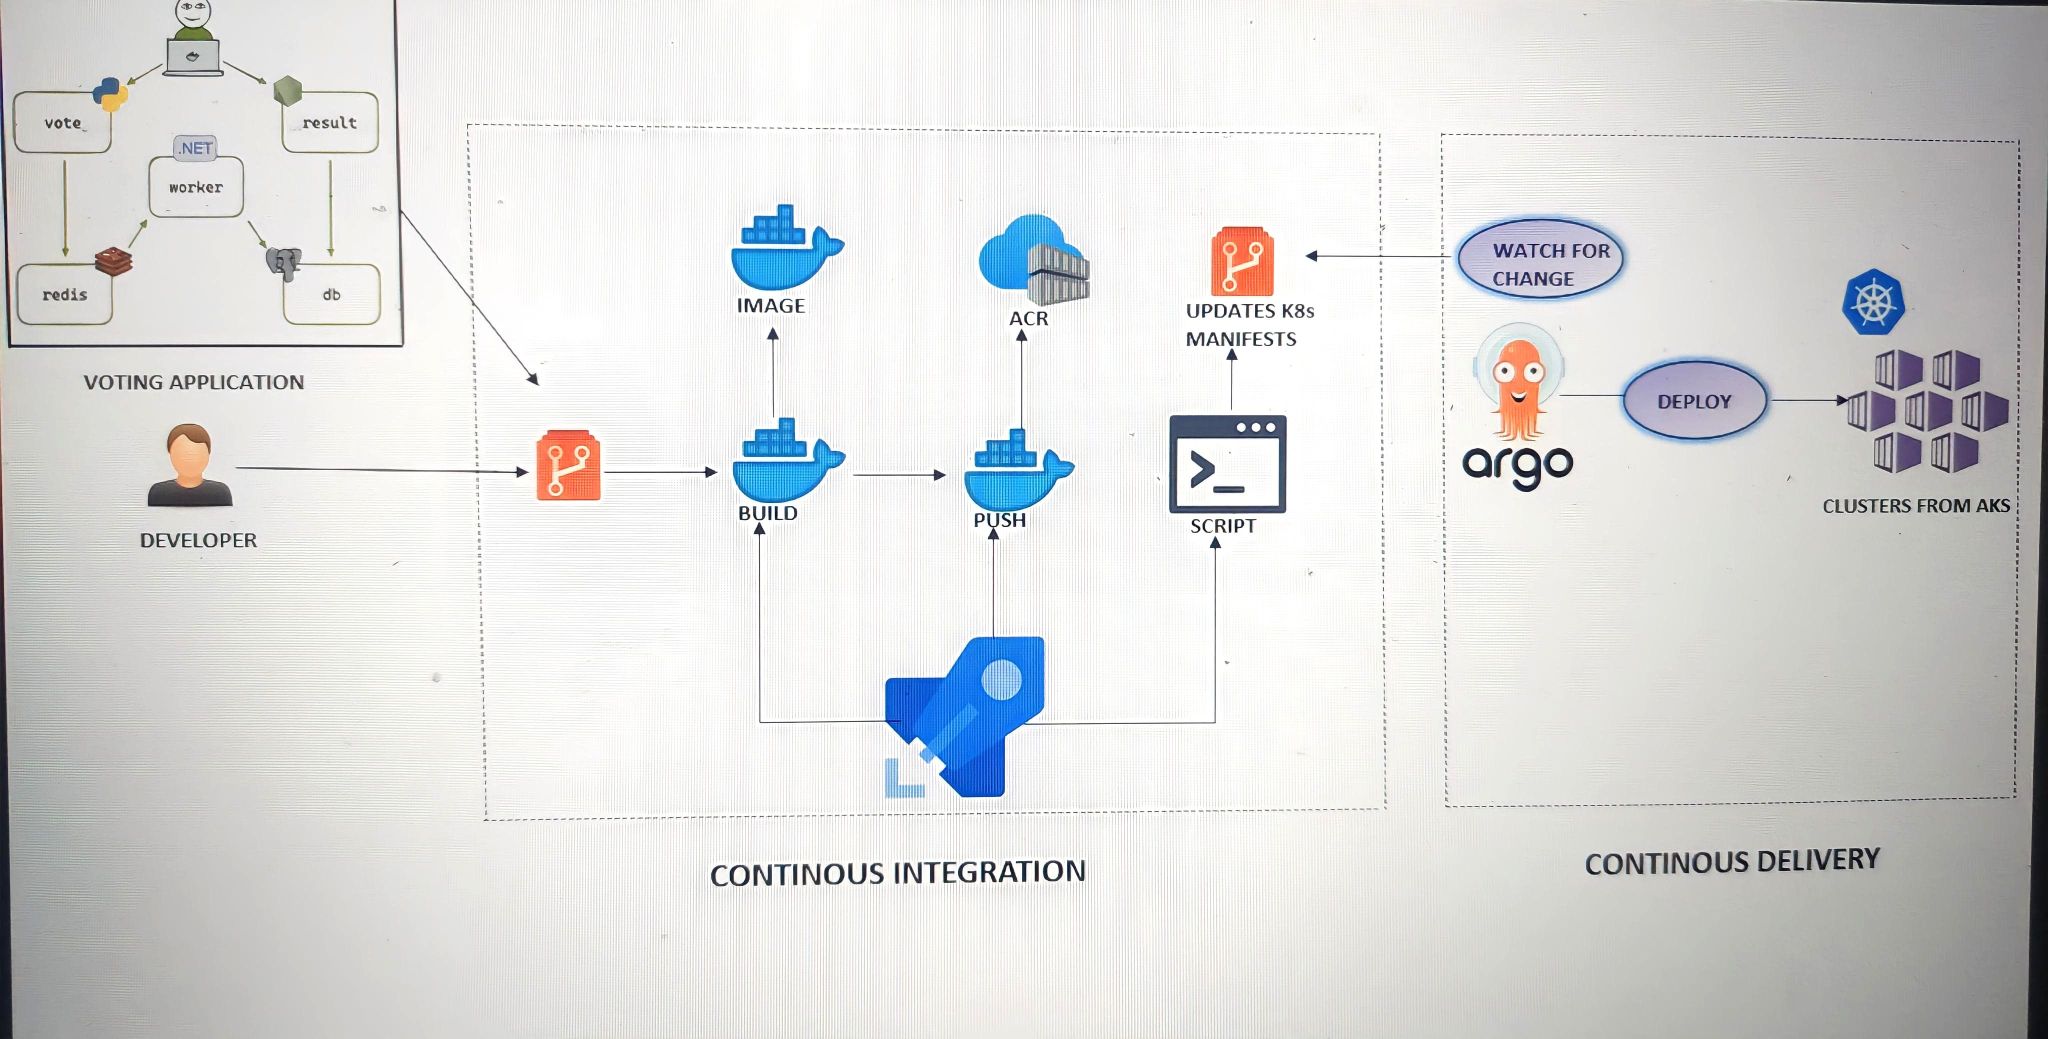 vote
result
.NET
worker
redis
db
VOTING APPLICATION
DEVELOPER
IMAGE
ACR
UPDATES K8s
MANIFESTS
BUILD
PUSH
SCRIPT
CONTINOUS INTEGRATION
WATCH FOR
CHANGE
argo
DEPLOY
CLUSTERS FROM AKS
CONTINOUS DELIVERY